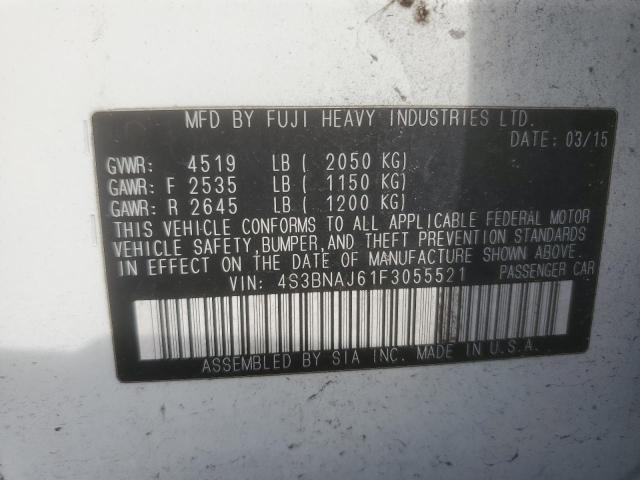 MFD BY FUJI HEAVY INDUSTRIES LTD.
DATE: 03/15
GVWR: 4519 LB ( 2050 KG)
GAWR: F 2535 LB ( 1150 KG)
GAWR: R 2645 LB ( 1200 KG)
THIS VEHICLE CONFORMS TO ALL APPLICABLE FEDERAL MOTOR
VEHICLE SAFETY, BUMPER, AND THEFT PREVENTION STANDARDS
IN EFFECT ON THE DATE OF MANUFACTURE SHOWN ABOVE.
VIN: 4S3BNAJ61F3055521 PASSENGER CAR
ASSEMBLED BY SIA INC. MADE IN U.S.A.